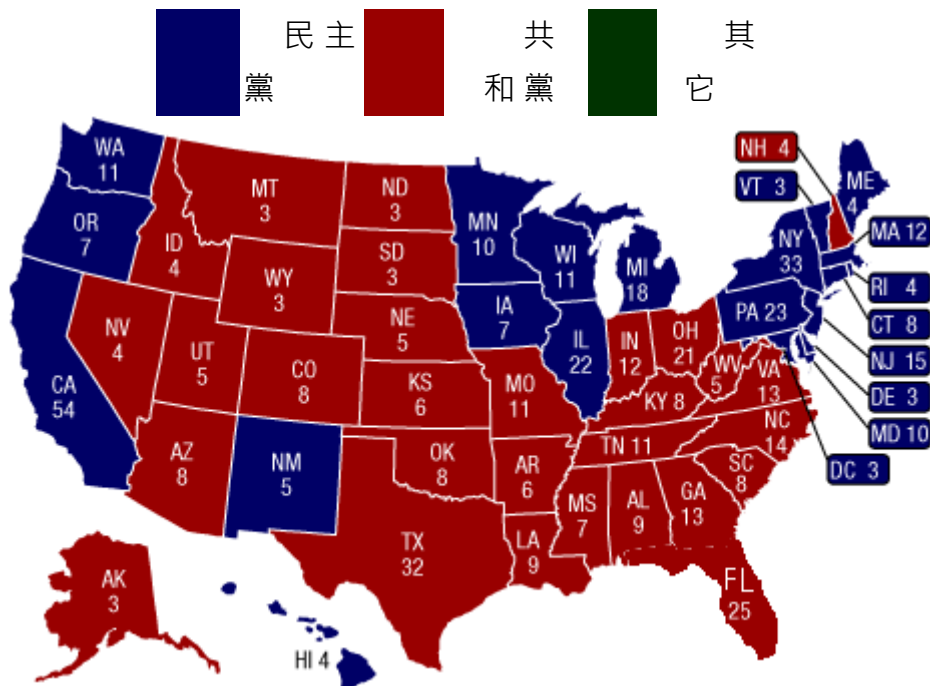 民主 共 其
黨 和黨 它
WA
11
OR
7
CA
54
ID
4
NV
4
MT
3
WY
3
UT
5
AZ
8
CO
8
NM
5
ND
3
SD
3
NE
5
KS
6
OK
8
TX
32
MN
10
IA
7
MO
11
AR
6
LA
9
WI
11
IL
22
MI
18
IN
12
OH
21
KY 8
TN 11
MS
7
AL
9
GA
13
FL
25
SC
8
NC
14
VA
13
WV
5
PA 23
NY
33
ME
4
NH 4
VT 3
MA 12
RI 4
CT 8
NJ 15
DE 3
MD 10
DC 3
AK
3
HI 4